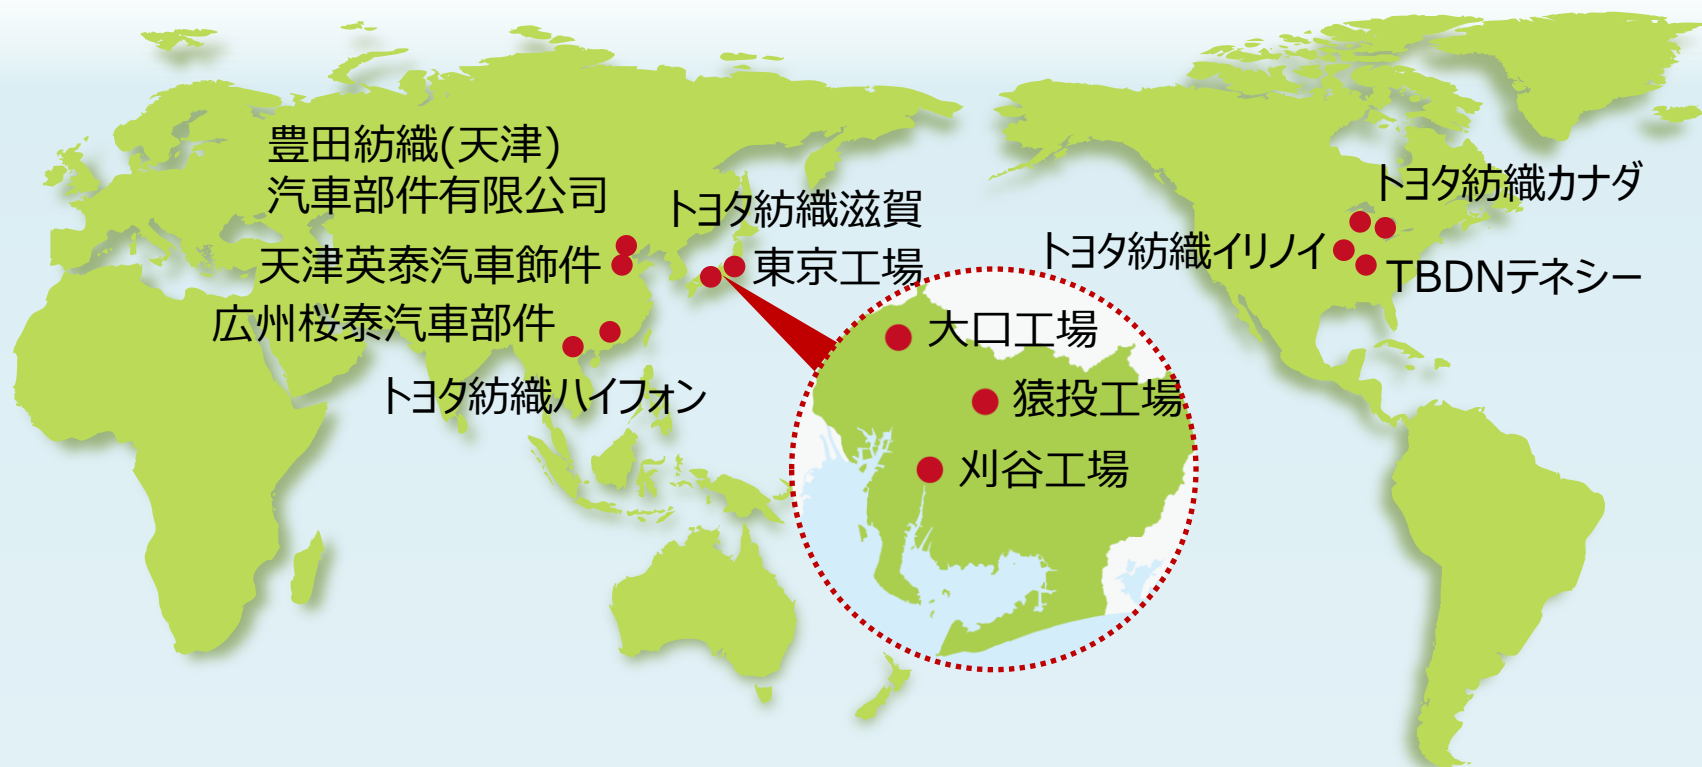 豊田紡織(天津)
汽車部件有限公司
天津英泰汽車飾件
広州桜泰汽車部件
トヨタ紡織ハイフォン
トヨタ紡織滋賀
東京工場
大口工場
猿投工場
刈谷工場
トヨタ紡織カナダ
トヨタ紡織イリノイ
TBDNテネシー